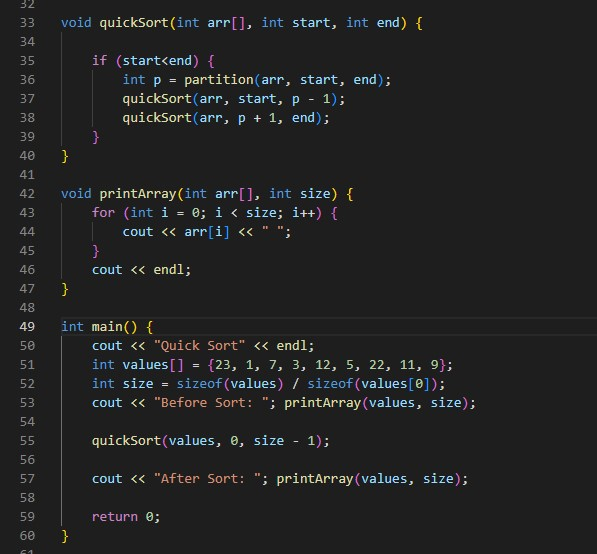 32
33 void quickSort(int arr[], int start, int end) {
34
35     if (start<end) {
36         int p = partition(arr, start, end);
37         quickSort(arr, start, p - 1);
38         quickSort(arr, p + 1, end);
39     }
40 }
41
42 void printArray(int arr[], int size) {
43     for (int i = 0; i < size; i++) {
44         cout << arr[i] << " ";
45     }
46     cout << endl;
47 }
48
49 int main() {
50     cout << "Quick Sort" << endl;
51     int values[] = {23, 1, 7, 3, 12, 5, 22, 11, 9};
52     int size = sizeof(values) / sizeof(values[0]);
53     cout << "Before Sort: "; printArray(values, size);
54
55     quickSort(values, 0, size - 1);
56
57     cout << "After Sort: "; printArray(values, size);
58
59     return 0;
60 }
61